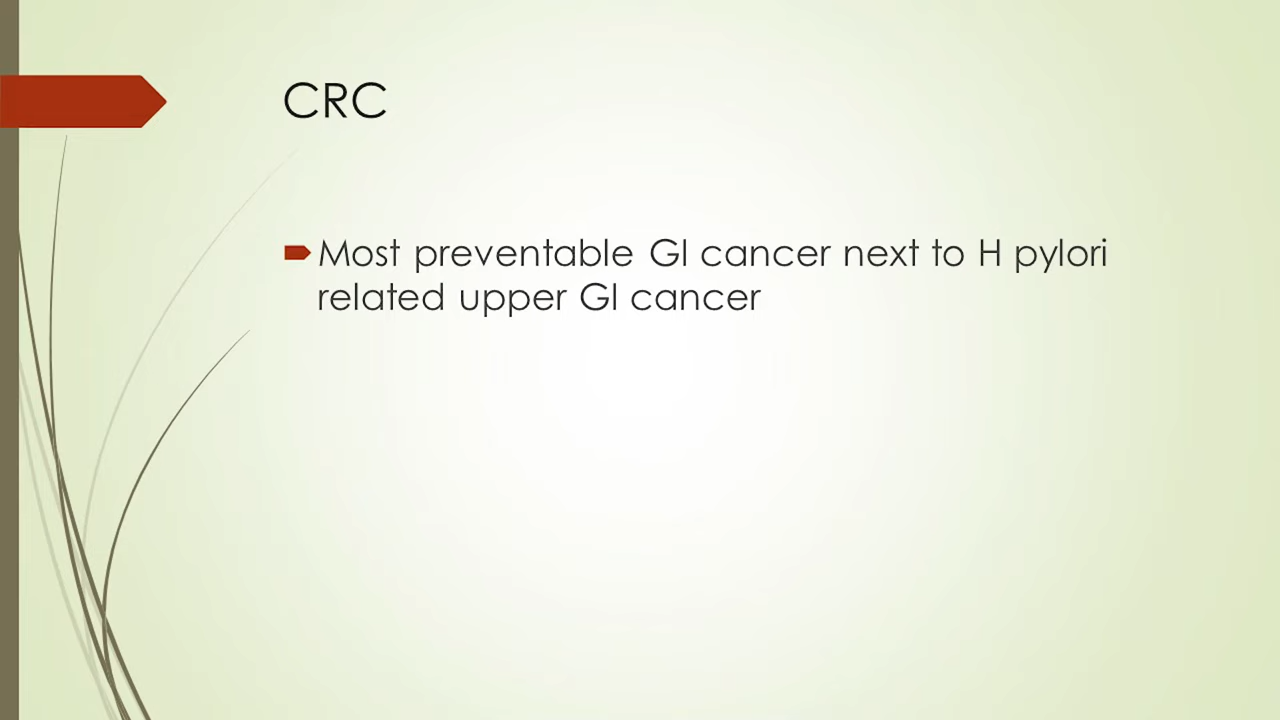 CRC
Most preventable GI cancer next to H pylori
related upper GI cancer